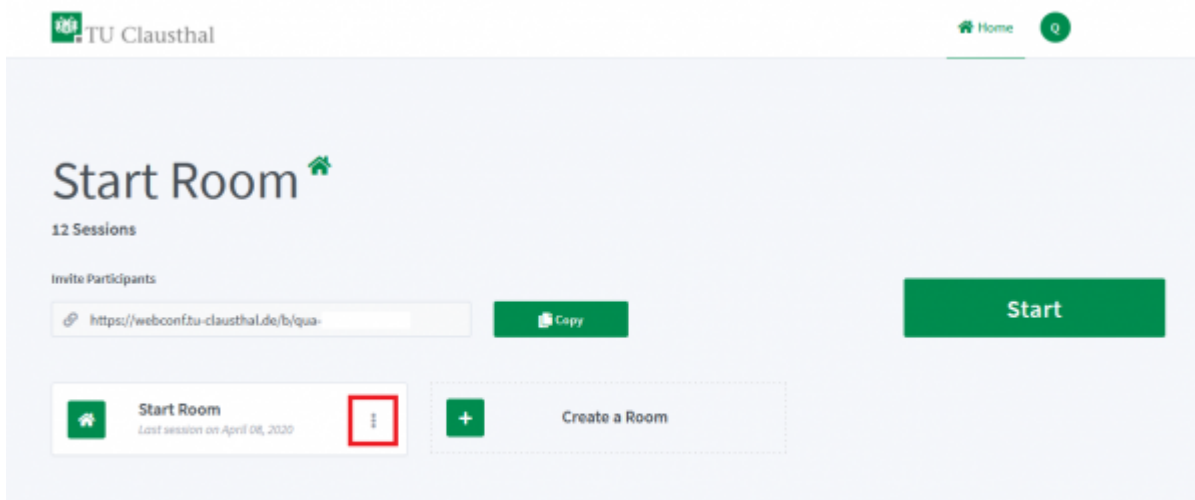 TU Clausthal
Home
Q
Start Room
12 Sessions
Invite Participants
https://webconf.tu-clausthal.de/b/qua-
Copy
Start
Start Room
Last session on April 08, 2020
Create a Room